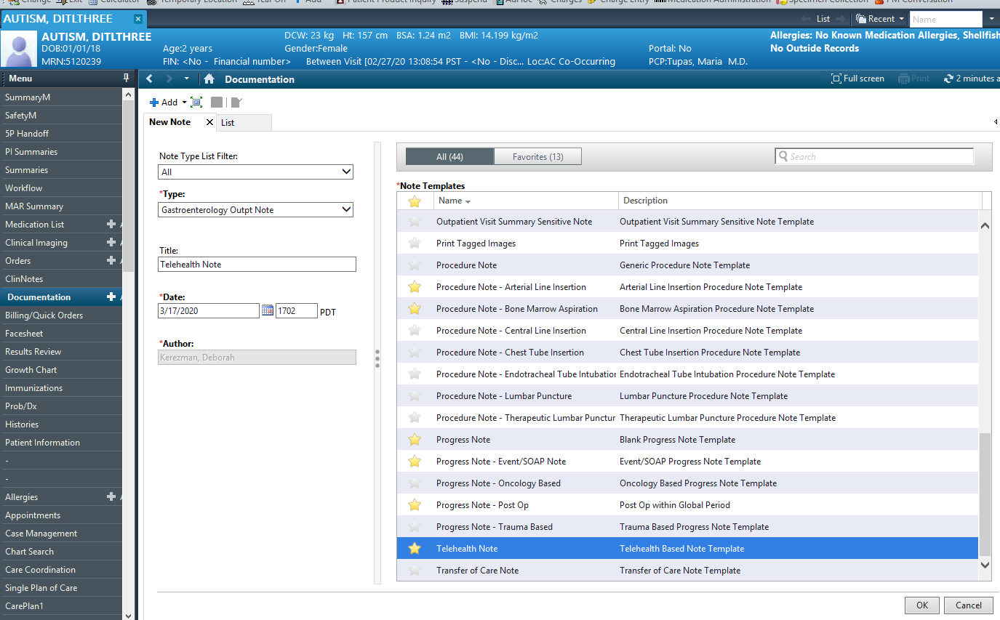 Change Exit Calculator Temporary Location Tear Off Add Patient Product Inquiry Suspend AdHoc Charges Charge Entry Medication Administration Specimen Collection PM Conversation
AUTISM, DITLTHREE
List Recent Name
AUTISM, DITLTHREE
DOB:01/01/18
MRN:5120239
Age:2 years
FIN: <No - Financial number>
DCW: 23 kg Ht: 157 cm BSA: 1.24 m2 BMI: 14.199 kg/m2
Gender:Female
Between Visit [02/27/20 13:08:54 PST - <No - Disc... Loc:AC Co-Occurring
Portal: No
PCP:Tupas, Maria M.D.
Allergies: No Known Medication Allergies, Shellfish
No Outside Records
Menu
Documentation
Full screen Print 2 minutes a
SummaryM
SafetyM
5P Handoff
PI Summaries
Summaries
Workflow
MAR Summary
Medication List
Clinical Imaging
Orders
ClinNotes
Documentation
Billing/Quick Orders
Facesheet
Results Review
Growth Chart
Immunizations
Prob/Dx
Histories
Patient Information
-
-
Allergies
Appointments
Case Management
Chart Search
Care Coordination
Single Plan of Care
CarePlan1
Add
New Note List
Note Type List Filter:
All
*Type:
Gastroenterology Outpt Note
Title:
Telehealth Note
*Date:
3/17/2020 1702 PDT
*Author:
Kerezman, Deborah
All (44) Favorites (13) Search
*Note Templates
Name Description
Outpatient Visit Summary Sensitive Note Outpatient Visit Summary Sensitive Note Template
Print Tagged Images Print Tagged Images
Procedure Note Generic Procedure Note Template
Procedure Note - Arterial Line Insertion Arterial Line Insertion Procedure Note Template
Procedure Note - Bone Marrow Aspiration Bone Marrow Aspiration Procedure Note Template
Procedure Note - Central Line Insertion Central Line Insertion Procedure Note Template
Procedure Note - Chest Tube Insertion Chest Tube Insertion Procedure Note Template
Procedure Note - Endotracheal Tube Intubation Endotracheal Tube Intubation Procedure Note Template
Procedure Note - Lumbar Puncture Lumbar Puncture Procedure Note Template
Procedure Note - Therapeutic Lumbar Punctur Therapeutic Lumbar Puncture Procedure Note Template
Progress Note Blank Progress Note Template
Progress Note - Event/SOAP Note Event/SOAP Progress Note Template
Progress Note - Oncology Based Oncology Based Progress Note Template
Progress Note - Post Op Post Op within Global Period
Progress Note - Trauma Based Trauma Based Progress Note Template
Telehealth Note Telehealth Based Note Template
Transfer of Care Note Transfer of Care Note Template
OK Cancel